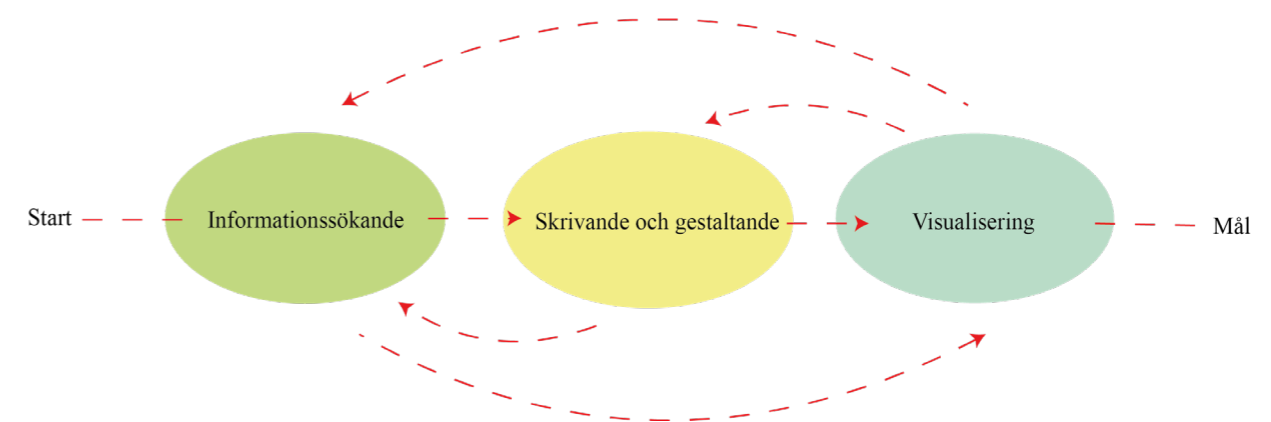 Start
Informationssökande
Skrivande och gestaltande
Visualisering
Mål